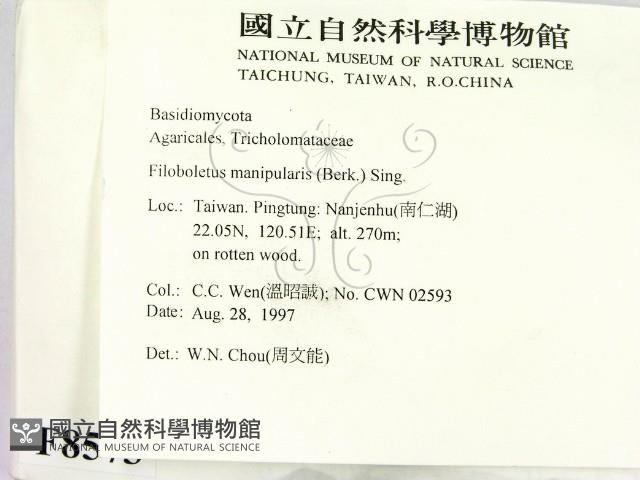 國立自然科學博物館
NATIONAL MUSEUM OF NATURAL SCIENCE
TAICHUNG, TAIWAN, R.O.CHINA
Basidiomycota
Agaricales, Tricholomataceae
Filoboletus manipularis (Berk.) Sing.
Loc.: Taiwan. Pingtung: Nanjenhu(南仁湖)
22.05N, 120.51E; alt. 270m;
on rotten wood.
Col.: C.C. Wen(溫昭誠); No. CWN 02593
Date: Aug. 28, 1997
Det.: W.N. Chou(周文能)
國立自然科學博物館
NATIONAL MUSEUM OF NATURAL SCIENCE